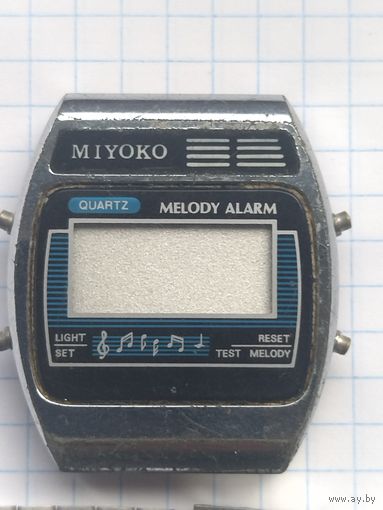 MIYOKO
QUARTZ MELODY ALARM
LIGHT RESET
SET TEST MELODY
www.ay.by